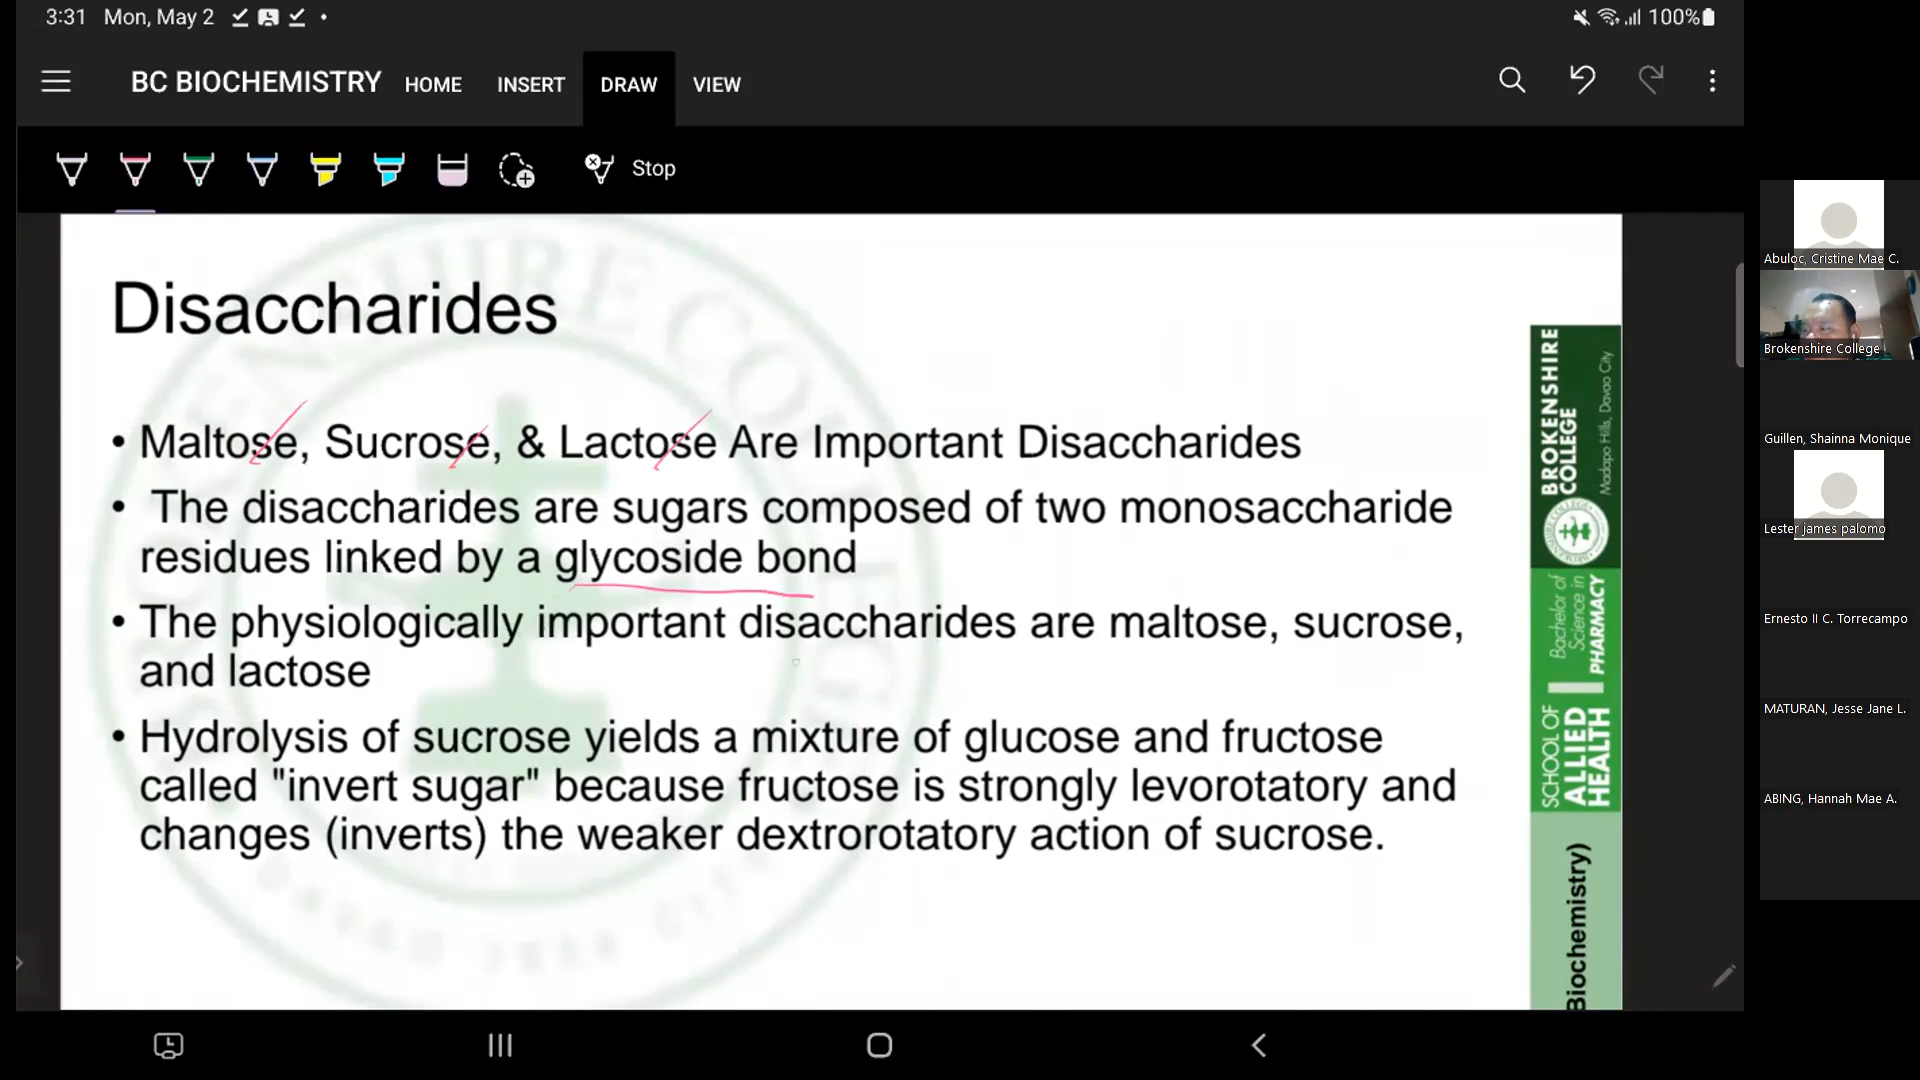 3:31 Mon, May 2
100%
BC BIOCHEMISTRY HOME INSERT DRAW VIEW
Stop
Disaccharides
• Maltose, Sucrose, & Lactose Are Important Disaccharides
• The disaccharides are sugars composed of two monosaccharide
residues linked by a glycoside bond
• The physiologically important disaccharides are maltose, sucrose,
and lactose
• Hydrolysis of sucrose yields a mixture of glucose and fructose
called "invert sugar" because fructose is strongly levorotatory and
changes (inverts) the weaker dextrorotatory action of sucrose.
BROKENSHIRE
COLLEGE
Madapo Hills, Davao City
Bachelor of
Science in
PHARMACY
SCHOOL OF
ALLIED
HEALTH
Biochemistry)
Abuloc, Cristine Mae C.
Brokenshire College
Guillen, Shainna Monique
Lester james palomo
Ernesto II C. Torrecampo
MATURAN, Jesse Jane L.
ABING, Hannah Mae A.